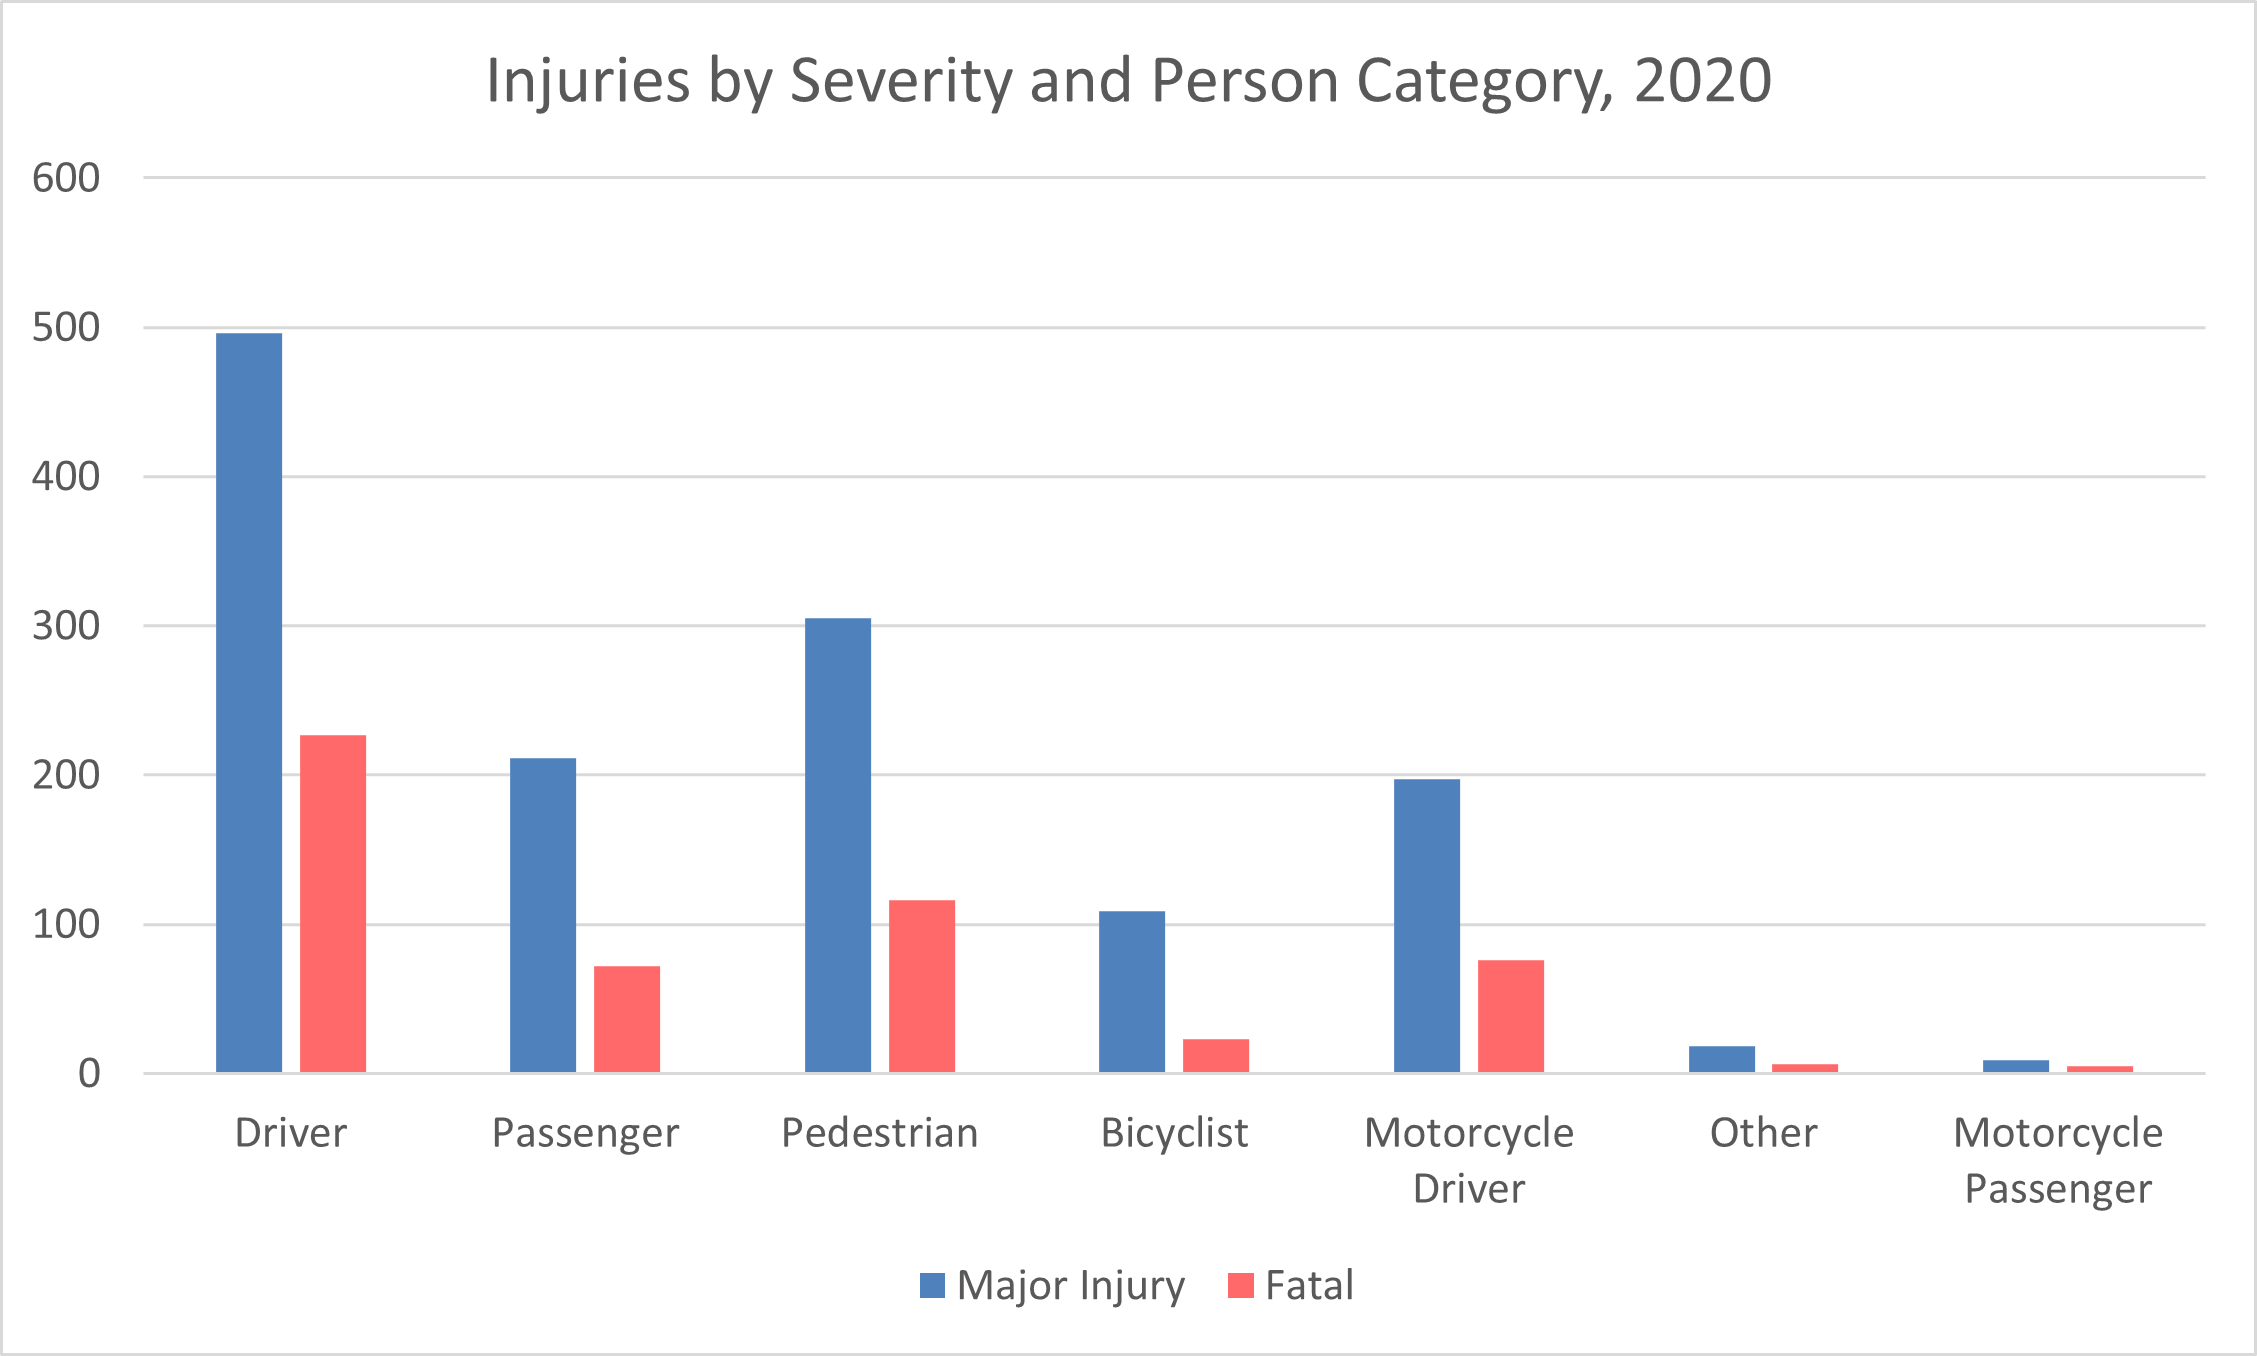 Injuries by Severity and Person Category, 2020
600
500
400
300
200
100
0
Driver Passenger Pedestrian Bicyclist Motorcycle Driver Other Motorcycle Passenger
Major Injury Fatal